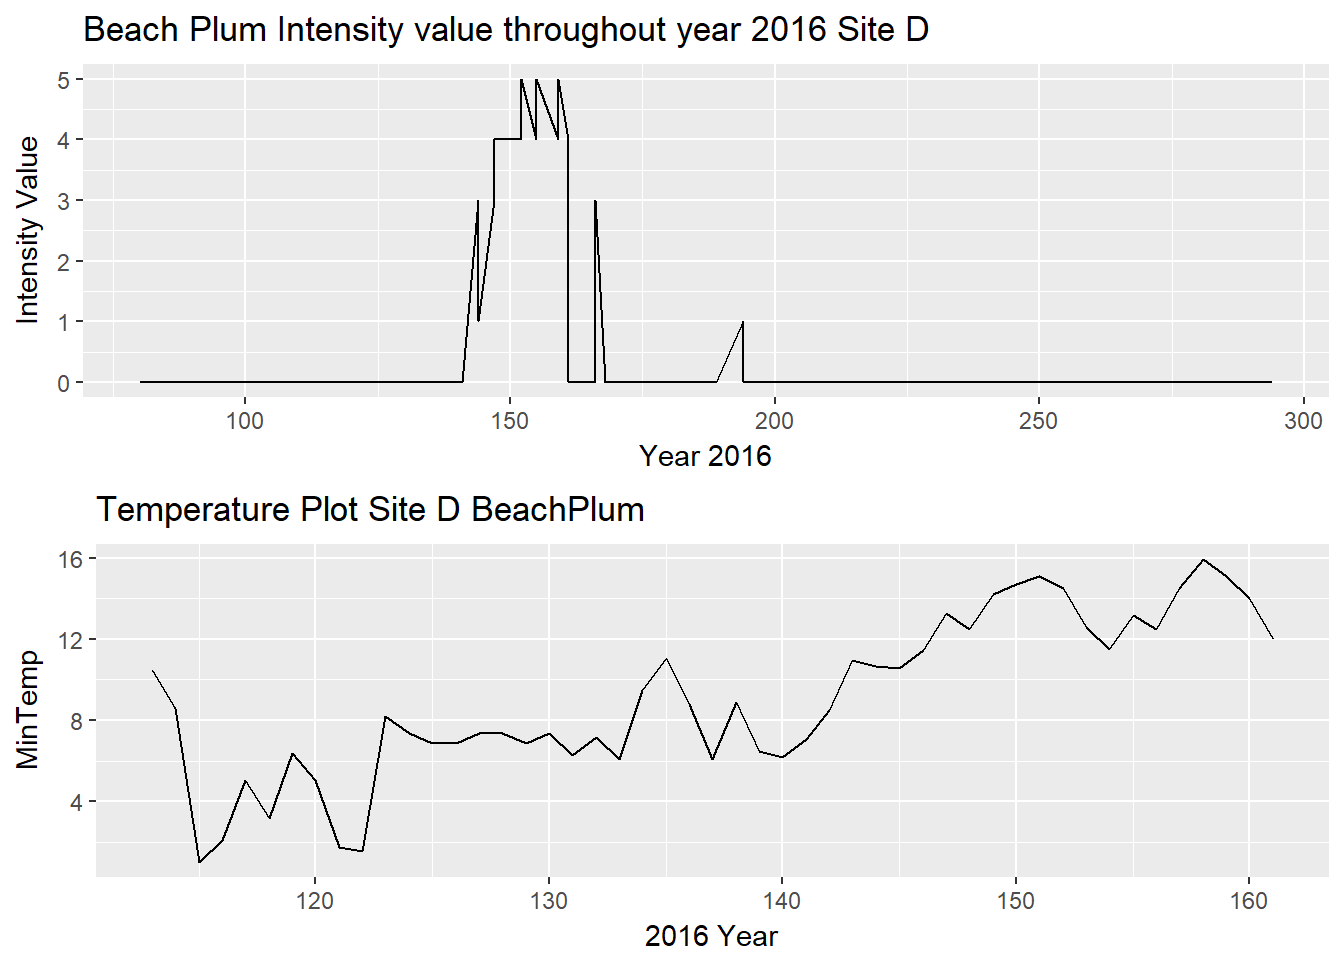 Beach Plum Intensity value throughout year 2016 Site D
Intensity Value
5
4
3
2
1
0
100 150 200 250 300
Year 2016
Temperature Plot Site D BeachPlum
MinTemp
16
12
8
4
120 130 140 150 160
2016 Year